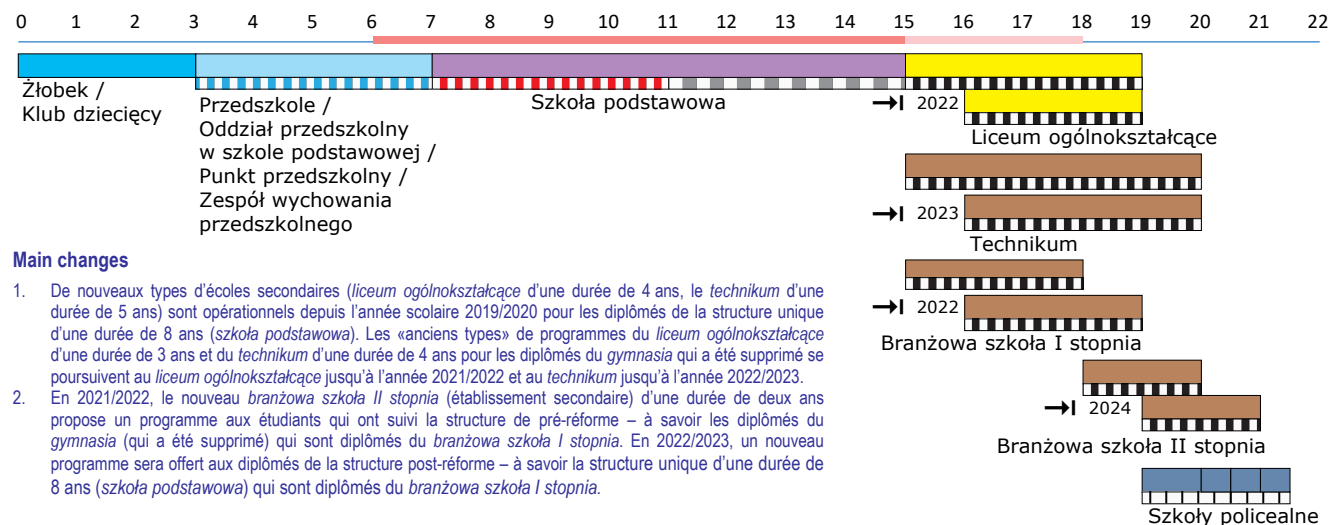 0 1 2 3 4 5 6 7 8 9 10 11 12 13 14 15 16 17 18 19 20 21 22
Żłobek /
Klub dziecięcy
Przedszkole /
Oddział przedszkolny
w szkole podstawowej /
Punkt przedszkolny /
Zespół wychowania
przedszkolnego
Szkoła podstawowa
2022
Liceum ogólnokształcące
2023
Technikum
2022
Branżowa szkoła I stopnia
2024
Branżowa szkoła II stopnia
Szkoły policealne
Main changes
1. De nouveaux types d'écoles secondaires (liceum ogólnokształcące d'une durée de 4 ans, le technikum d'une
durée de 5 ans) sont opérationnels depuis l'année scolaire 2019/2020 pour les diplômés de la structure unique
d'une durée de 8 ans (szkoła podstawowa). Les «anciens types» de programmes du liceum ogólnokształcące
d'une durée de 3 ans et du technikum d'une durée de 4 ans pour les diplômés du gymnasia qui a été supprimé se
poursuivent au liceum ogólnokształcące jusqu'à l'année 2021/2022 et au technikum jusqu'à l'année 2022/2023.
2. En 2021/2022, le nouveau branżowa szkoła II stopnia (établissement secondaire) d'une durée de deux ans
propose un programme aux étudiants qui ont suivi la structure de pré-réforme – à savoir les diplômés du
gymnasia (qui a été supprimé) qui sont diplômés du branżowa szkoła I stopnia. En 2022/2023, un nouveau
programme sera offert aux diplômés de la structure post-réforme – à savoir la structure unique d'une durée de
8 ans (szkoła podstawowa) qui sont diplômés du branżowa szkoła I stopnia.